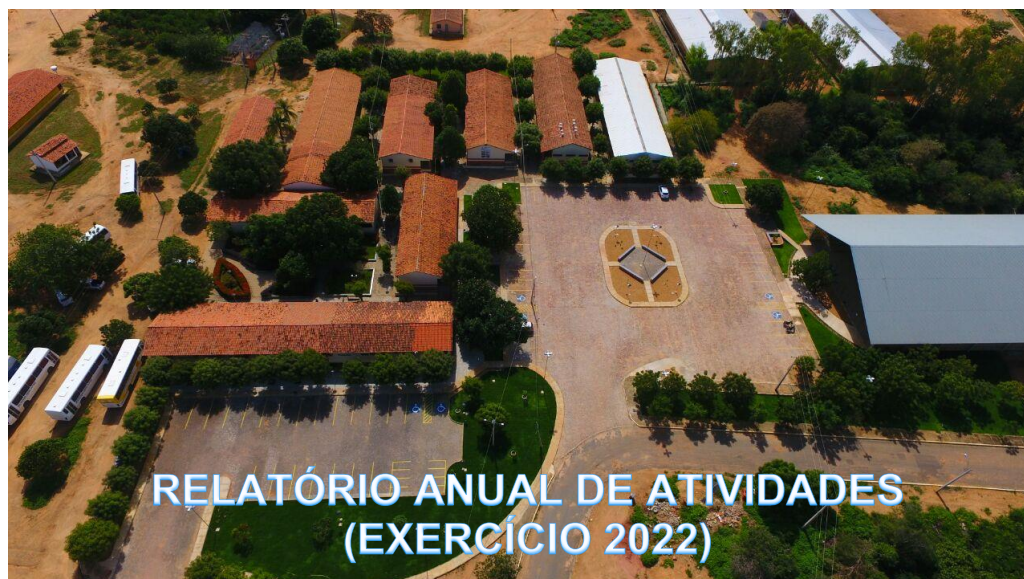 RELATÓRIO ANUAL DE ATIVIDADES
(EXERCÍCIO 2022)